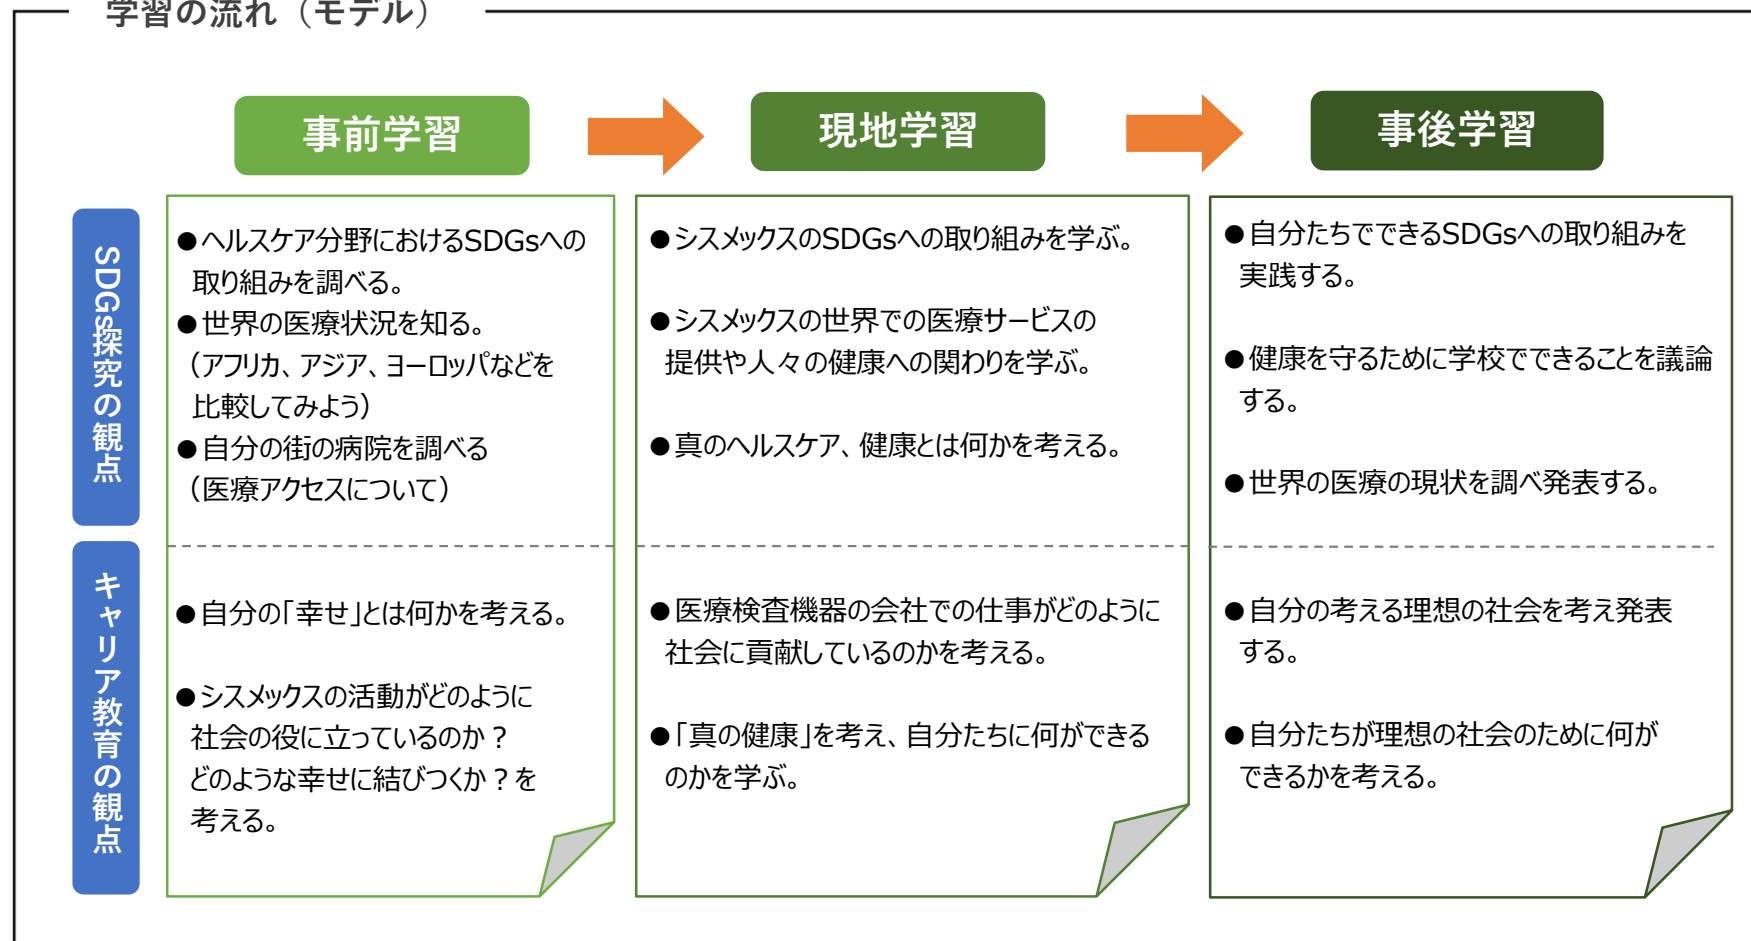 学習の流れ（モデル）
事前学習
現地学習
事後学習
SDGs探究の観点
●ヘルスケア分野におけるSDGsへの
取り組みを調べる。
●世界の医療状況を知る。
（アフリカ、アジア、ヨーロッパなどを
比較してみよう）
●自分の街の病院を調べる
（医療アクセスについて）
●シスメックスのSDGsへの取り組みを学ぶ。
●シスメックスの世界での医療サービスの
提供や人々の健康への関わりを学ぶ。
●真のヘルスケア、健康とは何かを考える。
●自分たちでできるSDGsへの取り組みを
実践する。
●健康を守るために学校でできることを議論
する。
●世界の医療の現状を調べ発表する。
キャリア教育の観点
●自分の「幸せ」とは何かを考える。
●シスメックスの活動がどのように
社会の役に立っているのか？
どのような幸せに結びつくか？を
考える。
●医療検査機器の会社での仕事がどのように
社会に貢献しているのかを考える。
●「真の健康」を考え、自分たちに何ができる
のかを学ぶ。
●自分の考える理想の社会を考え発表
する。
●自分たちが理想の社会のために何が
できるかを考える。